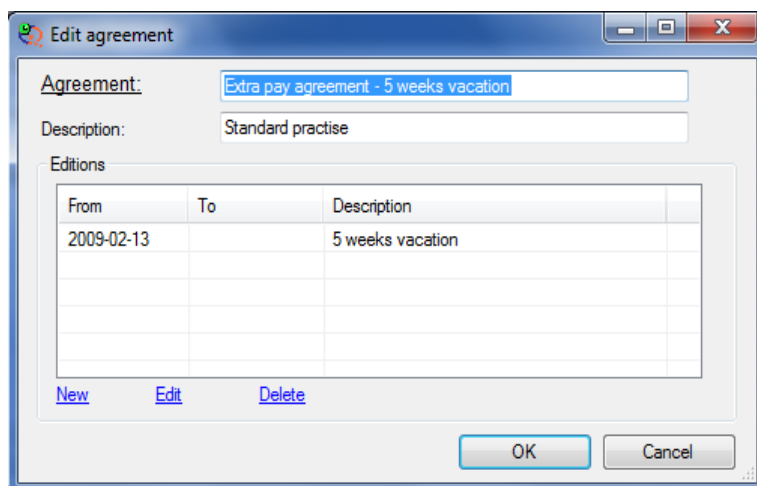 Edit agreement
Agreement: Extra pay agreement - 5 weeks vacation
Description: Standard practise
Editions
From To Description
2009-02-13 5 weeks vacation
New Edit Delete
OK Cancel